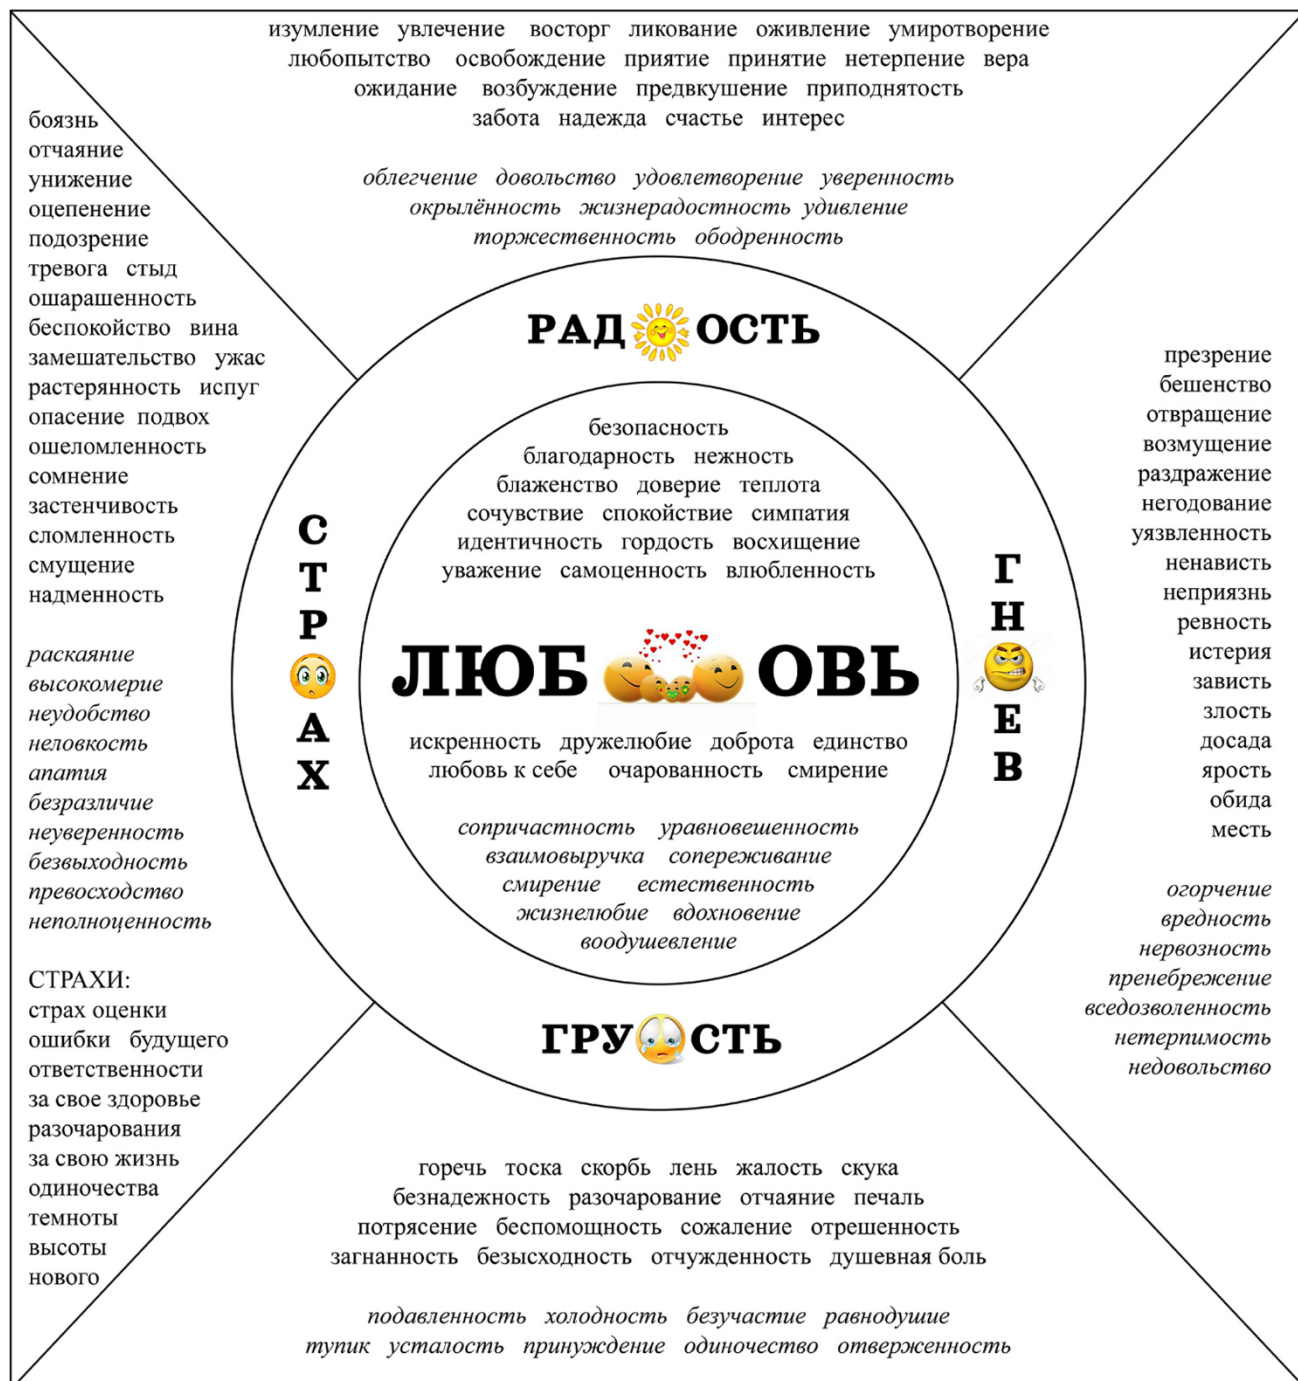 изумление увлечение восторг ликование оживление умиротворение
любопытство освобождение приятие принятие нетерпение вера
ожидание возбуждение предвкушение приподнятость
забота надежда счастье интерес
облегчение довольство удовлетворение уверенность
окрылённость жизнерадостность удивление
торжественность ободренность
РАДОСТЬ
боязнь
отчаяние
унижение
оцепенение
подозрение
тревога стыд
ошарашенность
беспокойство вина
замешательство ужас
растерянность испуг
опасение подвох
ошеломленность
сомнение
застенчивость
сломленность
смущение
надменность
раскаяние
высокомерие
неудобство
неловкость
апатия
безразличие
неуверенность
безвыходность
превосходство
неполноценность
СТРАХИ:
страх оценки
ошибки будущего
ответственности
за свое здоровье
разочарования
за свою жизнь
одиночества
темноты
высоты
нового
СТРАХ
безопасность
благодарность нежность
блаженство доверие теплота
сочувствие спокойствие симпатия
идентичность гордость восхищение
уважение самоценность влюбленность
ЛЮБОВЬ
искренность дружелюбие доброта единство
любовь к себе очарованность смирение
сопричастность уравновешенность
взаимовыручка сопереживание
смирение естественность
жизнелюбие вдохновение
воодушевление
ГНЕВ
презрение
бешенство
отвращение
возмущение
раздражение
негодование
уязвленность
ненависть
неприязнь
ревность
истерия
зависть
злость
досада
ярость
обида
месть
огорчение
вредность
нервозность
пренебрежение
вседозволенность
нетерпимость
недовольство
ГРУСТЬ
горечь тоска скорбь лень жалость скука
безнадежность разочарование отчаяние печаль
потрясение беспомощность сожаление отрешенность
загнанность безысходность отчужденность душевная боль
подавленность холодность безучастие равнодушие
тупик усталость принуждение одиночество отверженность